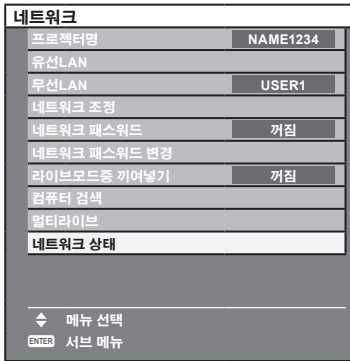 네트워크
프로젝터명 NAME1234
유선LAN
무선LAN USER1
네트워크 조정
네트워크 패스워드 꺼짐
네트워크 패스워드 변경
라이브모드중 끼여넣기 꺼짐
컴퓨터 검색
멀티라이브
네트워크 상태
메뉴 선택
ENTER 서브 메뉴